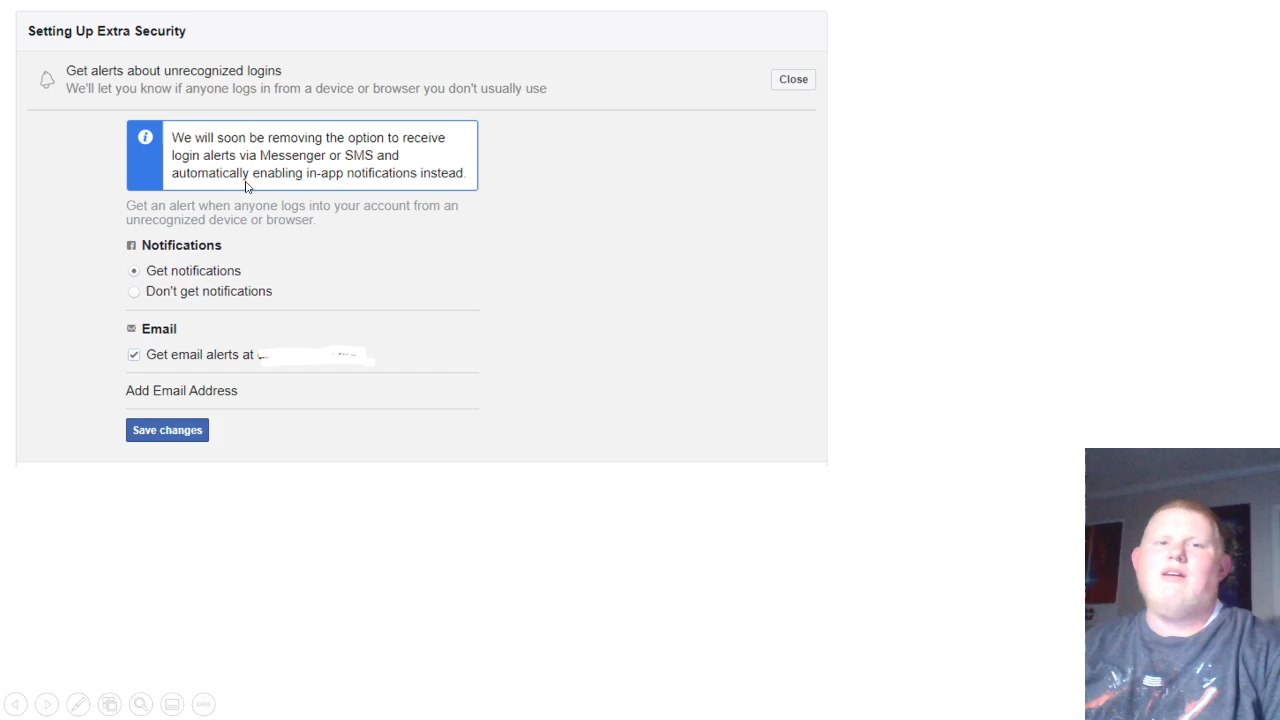 Setting Up Extra Security
Get alerts about unrecognized logins
We'll let you know if anyone logs in from a device or browser you don't usually use
Close
We will soon be removing the option to receive
login alerts via Messenger or SMS and
automatically enabling in-app notifications instead.
Get an alert when anyone logs into your account from an
unrecognized device or browser.
Notifications
Get notifications
Don't get notifications
Email
Get email alerts at
Add Email Address
Save changes